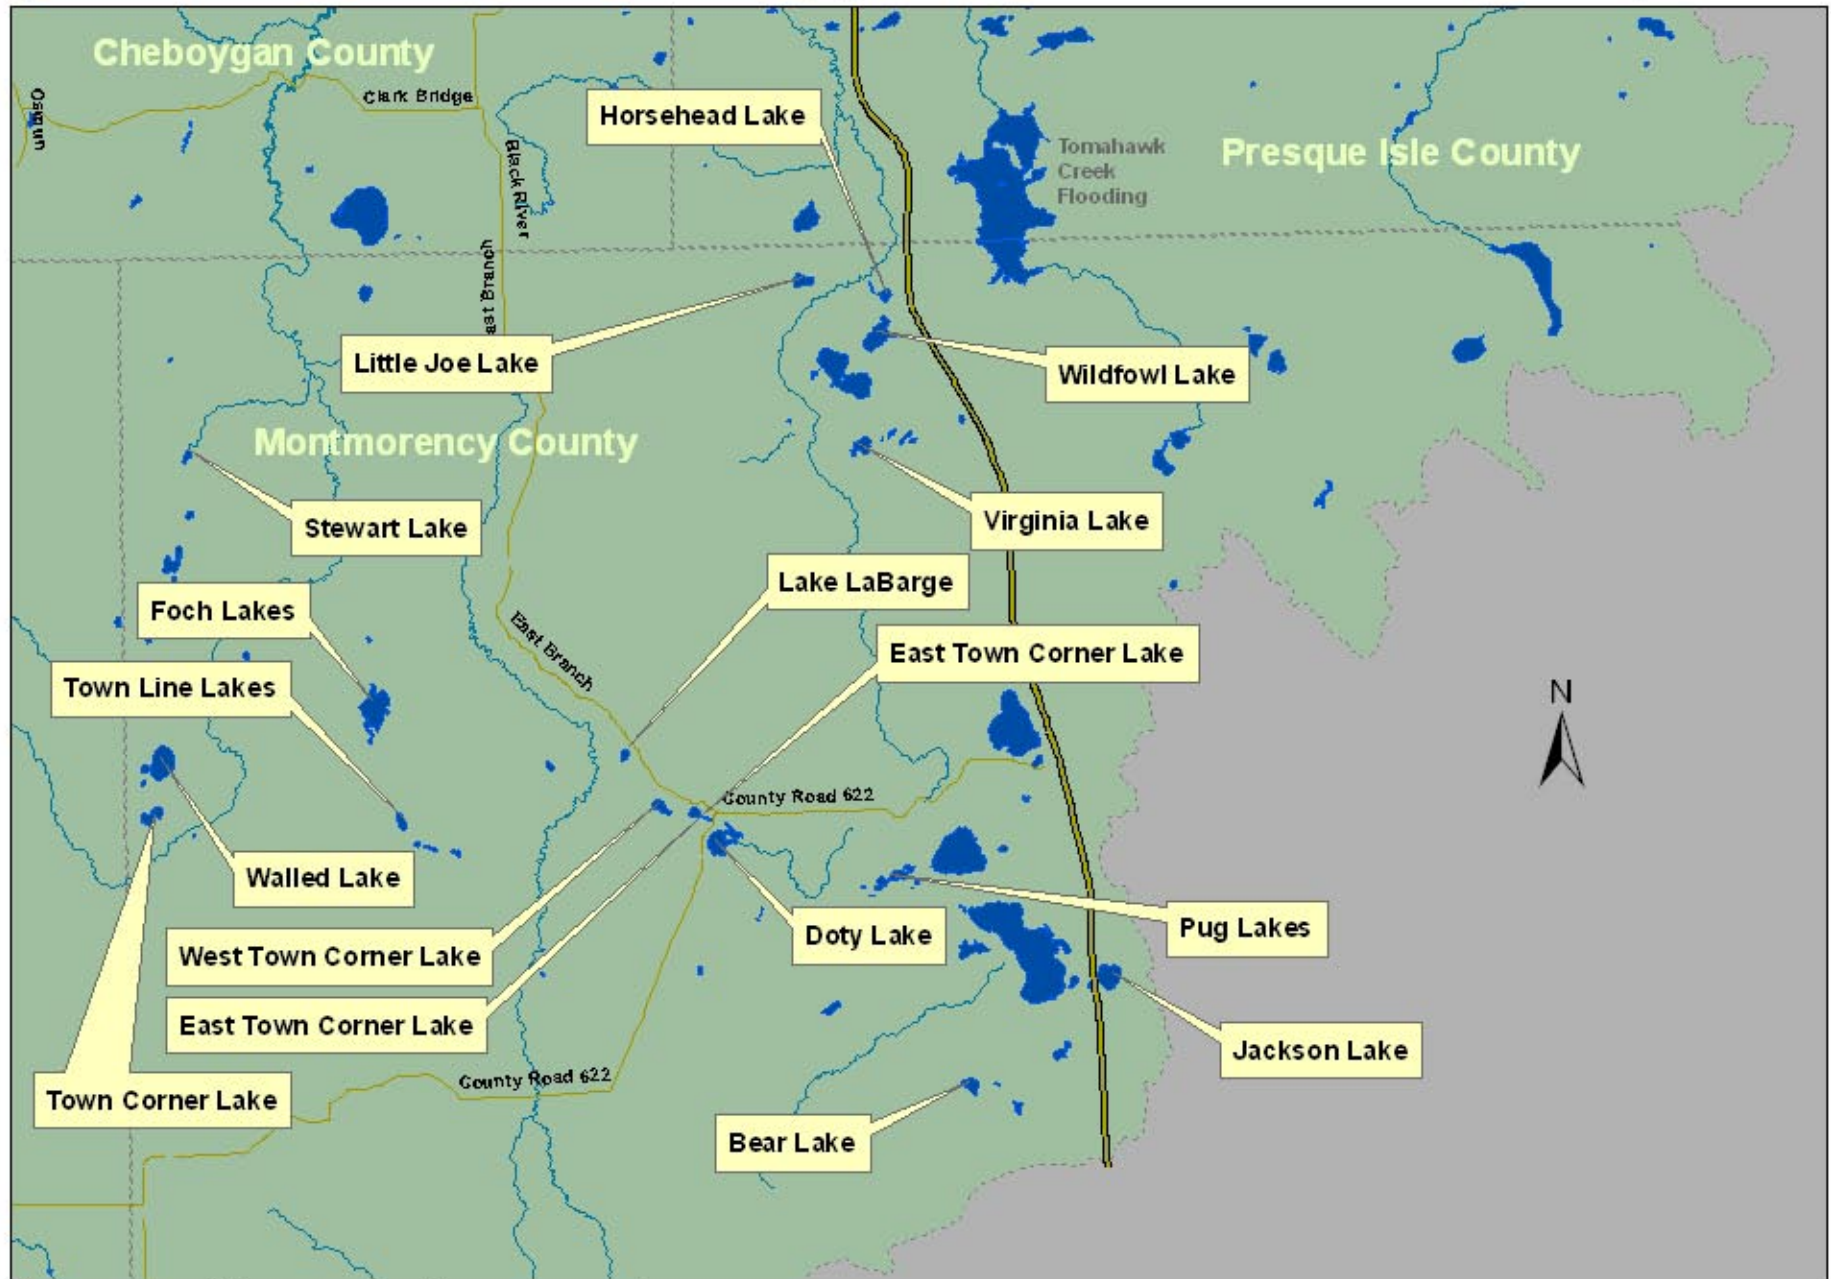 Cheboygan County
Clark Bridge
Osmun
Horsehead Lake
Black River
Tomahawk
Creek
Flooding
Presque Isle County
East Branch
Little Joe Lake
Wildfowl Lake
Montmorency County
Stewart Lake
Virginia Lake
Lake LaBarge
Foch Lakes
East Branch
East Town Corner Lake
Town Line Lakes
N
County Road 622
Walled Lake
Pug Lakes
Doty Lake
West Town Corner Lake
East Town Corner Lake
Jackson Lake
County Road 622
Town Corner Lake
Bear Lake